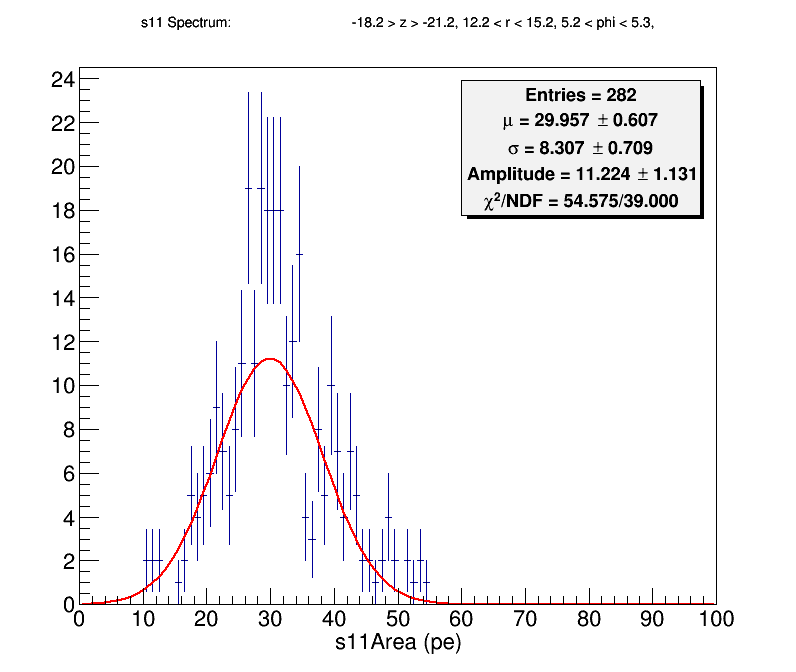 s11 Spectrum: -18.2 > z > -21.2, 12.2 < r < 15.2, 5.2 < phi < 5.3,
Entries = 282
μ = 29.957 ± 0.607
σ = 8.307 ± 0.709
Amplitude = 11.224 ± 1.131
χ²/NDF = 54.575/39.000
24
22
20
18
16
14
12
10
8
6
4
2
0
0 10 20 30 40 50 60 70 80 90 100
s11Area (pe)